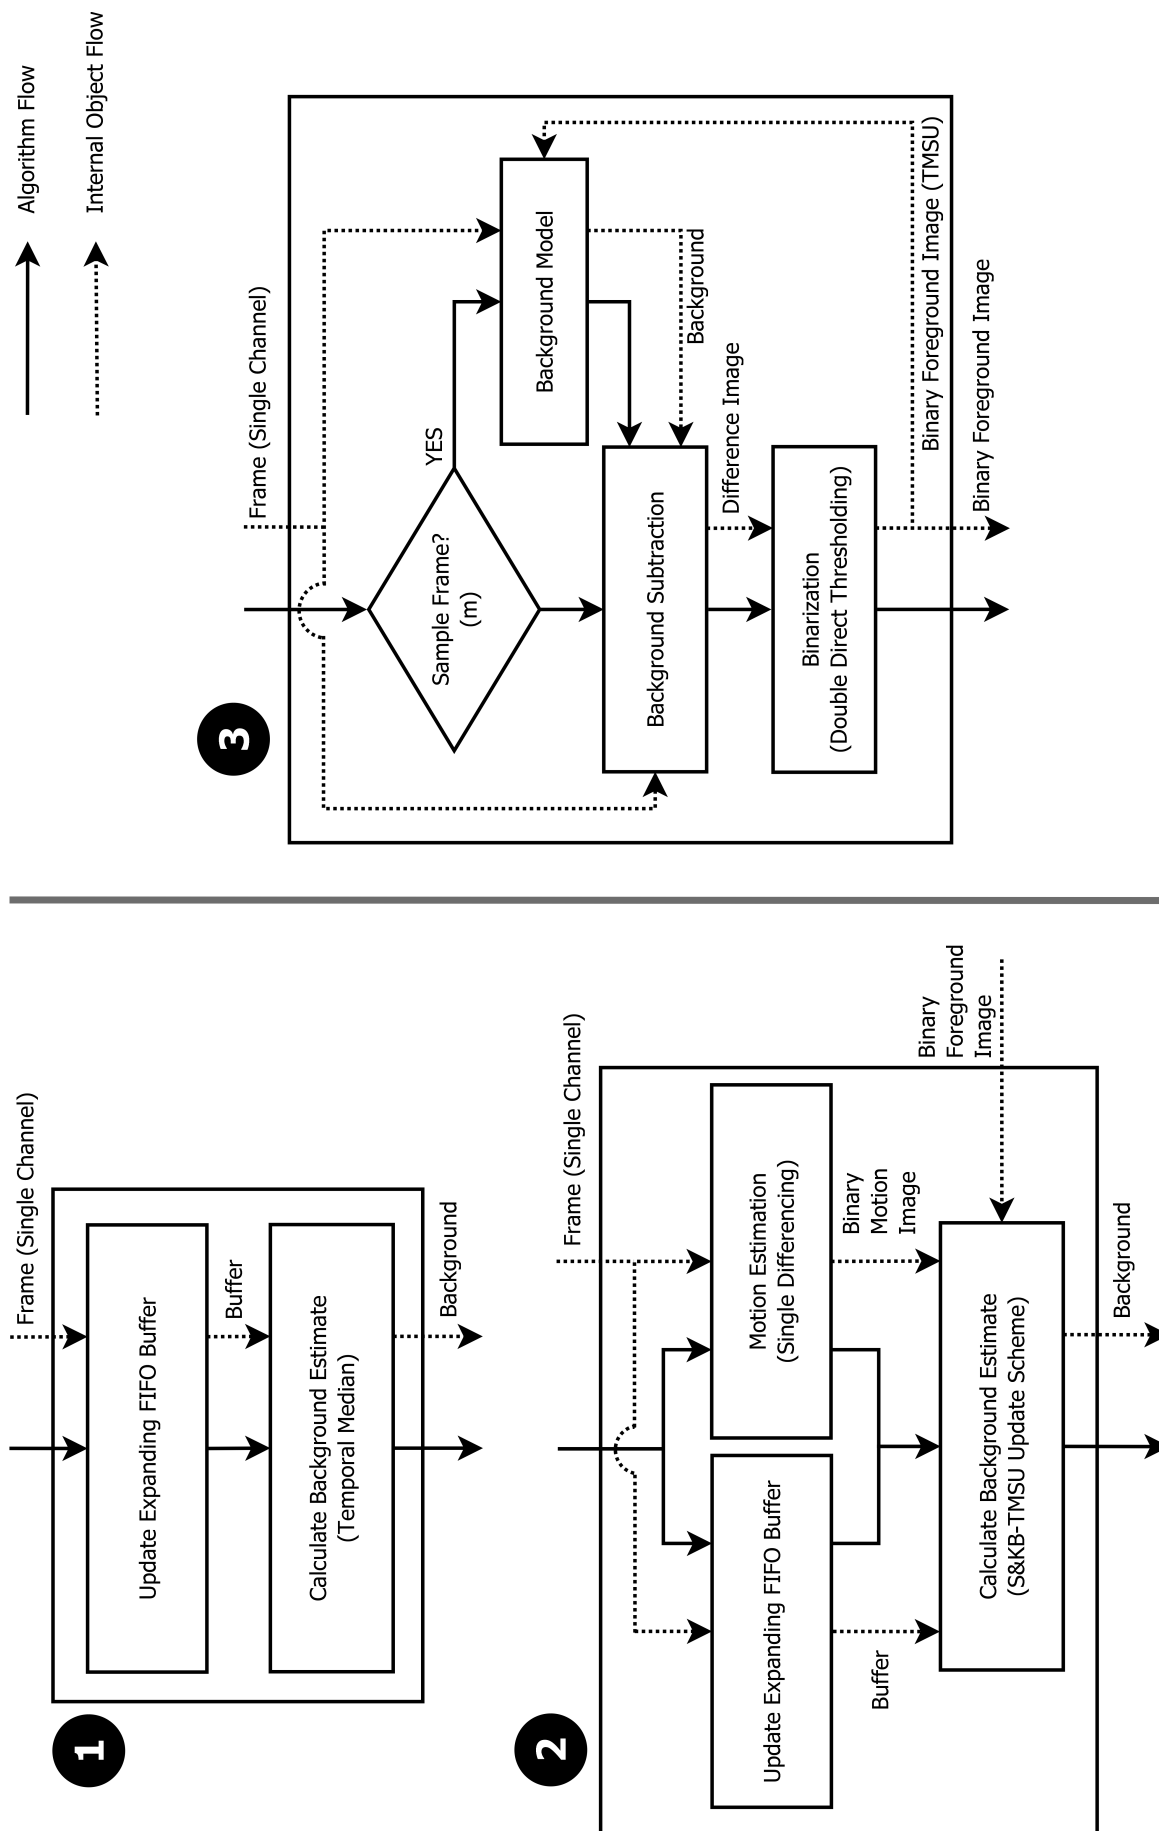 1
Frame (Single Channel)
Update Expanding FIFO Buffer
Buffer
Calculate Background Estimate
(Temporal Median)
Background
2
Frame (Single Channel)
Update Expanding FIFO Buffer
Motion Estimation
(Single Differencing)
Buffer
Binary
Motion
Image
Binary
Foreground
Image
Calculate Background Estimate
(S&KB-TMSU Update Scheme)
Background
Algorithm Flow
Internal Object Flow
3
Frame (Single Channel)
Sample Frame?
(m)
YES
Background Model
Background
Background Subtraction
Difference Image
Binarization
(Double Direct Thresholding)
Binary Foreground Image (TMSU)
Binary Foreground Image